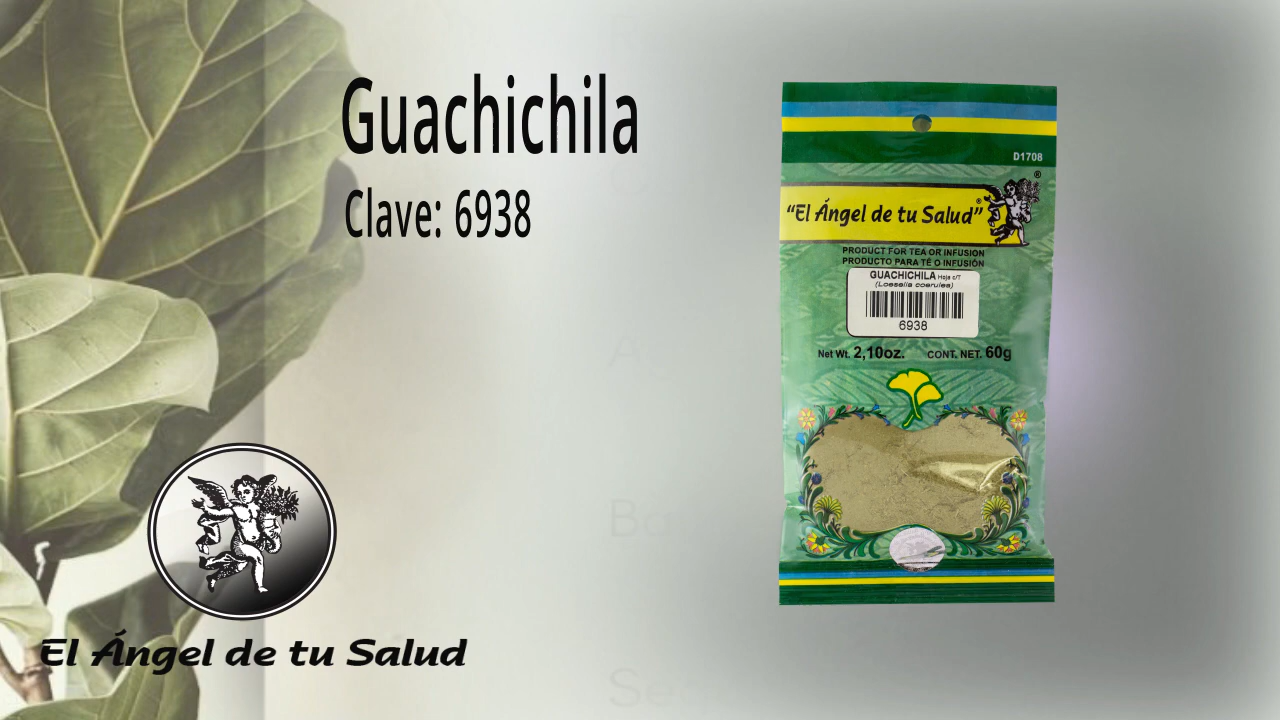 Guachichila
Clave: 6938
D1708
®
"El Ángel de tu Salud"®
PRODUCT FOR TEA OR INFUSION
PRODUCTO PARA TÉ O INFUSIÓN
GUACHICHILA Hoja c/T
(Loeselia coerulea)
6938
Net Wt. 2,10oz. CONT. NET. 60g
El Ángel de tu Salud